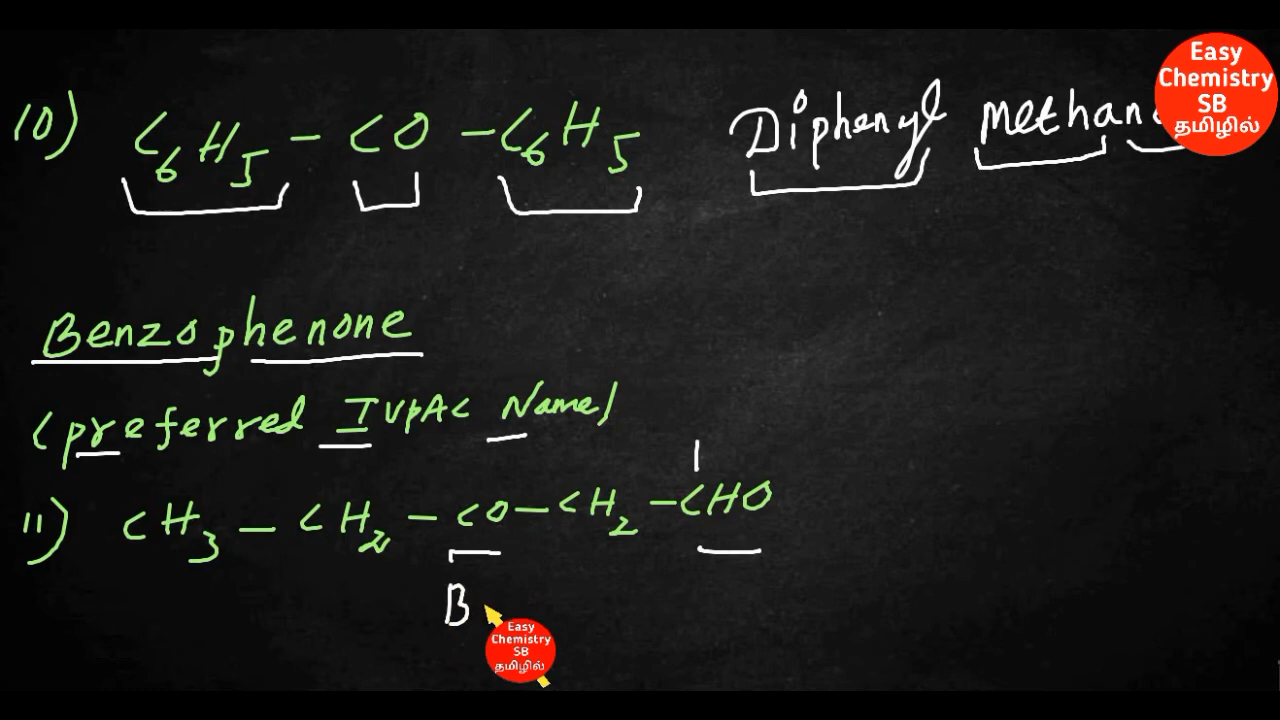 10) C6H5 - CO - C6H5 Diphenyl Methan
Easy
Chemistry
SB
தமிழில்
Benzophenone
(preferred IUPAC Name)
1
11) CH3 - CH2 - CO - CH2 - CHO
B
Easy
Chemistry
SB
தமிழில்